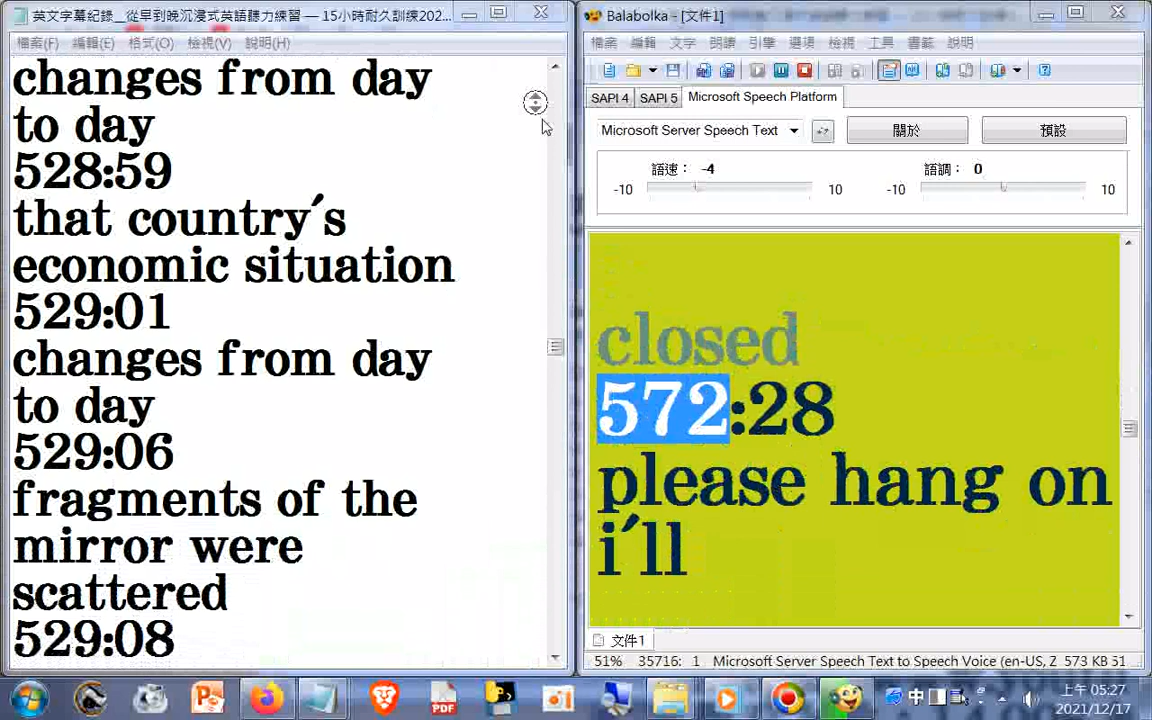 英文字幕紀錄__從早到晚沉浸式英語聽力練習 — 15小時耐久訓練202...
檔案(F) 編輯(E) 格式(O) 檢視(V) 說明(H)
changes from day
to day
528:59
that country's
economic situation
529:01
changes from day
to day
529:06
fragments of the
mirror were
scattered
529:08
Balabolka - [文件1]
檔案 編輯 文字 朗讀 引擎 選項 檢視 工具 書籤 說明
SAPI 4 SAPI 5 Microsoft Speech Platform
Microsoft Server Speech Text 關於 預設
語速： -4 語調： 0
-10 10 -10 10
closed
572:28
please hang on
i'll
文件1
51% 35716: 1 Microsoff Server Speech Text to Speech Voice (en-US, Z 573 KB 51
PDF 中 上午 05:27
2021/12/17